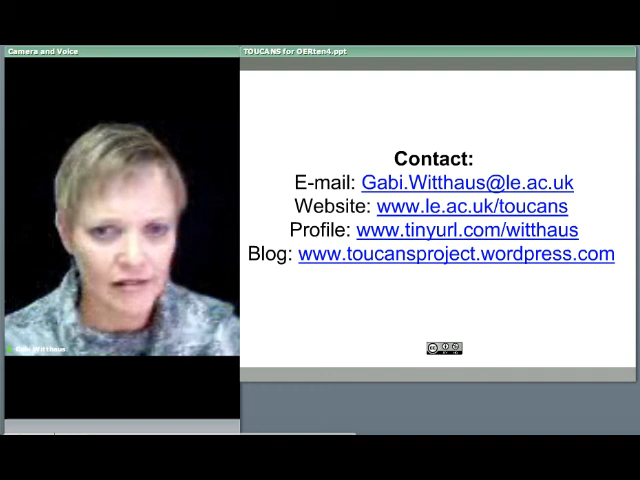 Camera and Voice
TOUCANS for OERten4.ppt
Contact:
E-mail: Gabi.Witthaus@le.ac.uk
Website: www.le.ac.uk/toucans
Profile: www.tinyurl.com/witthaus
Blog: www.toucansproject.wordpress.com
Gabi Witthaus